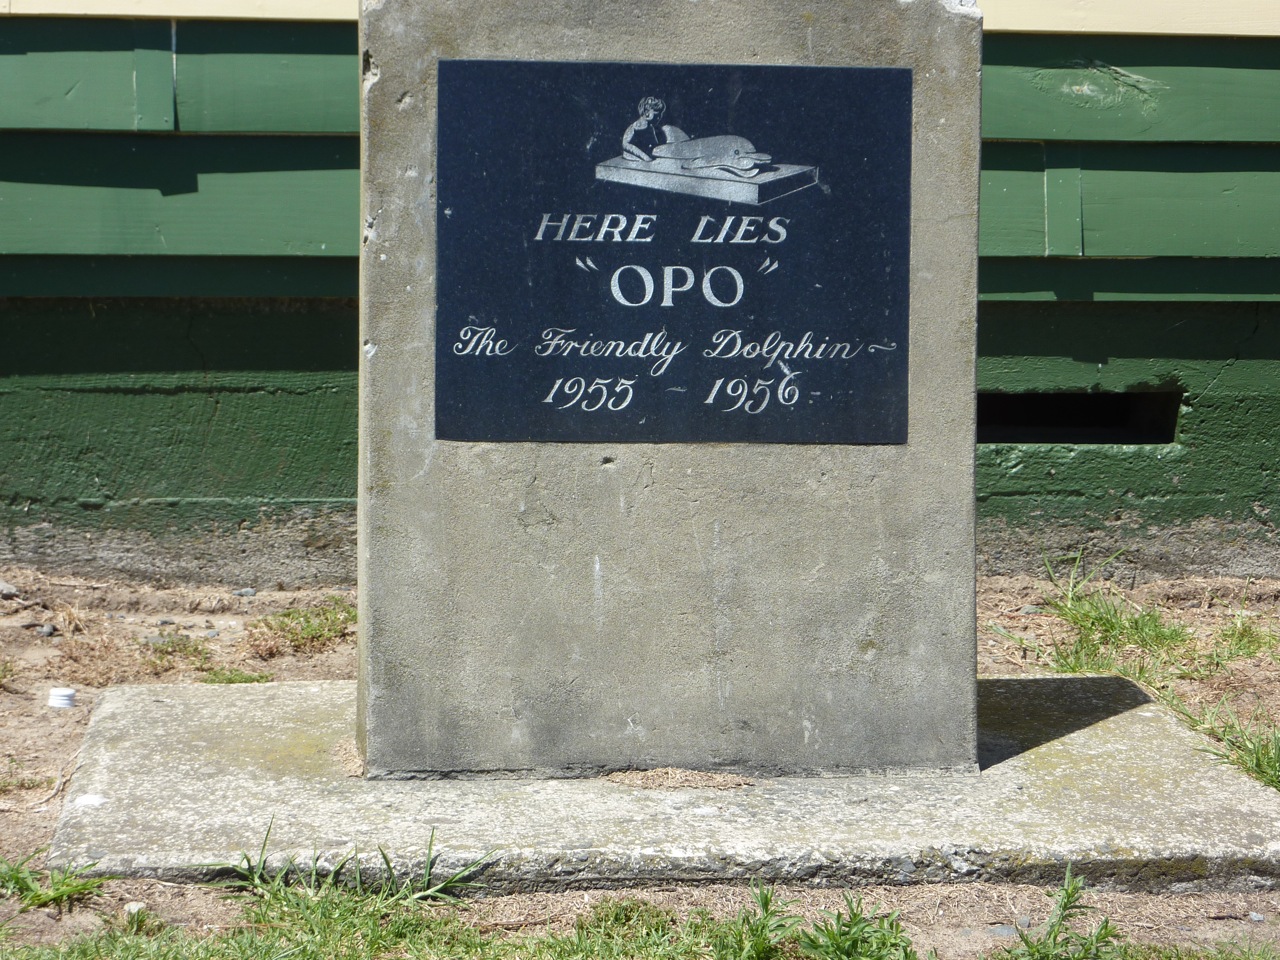 HERE LIES
"OPO"
The Friendly Dolphin ~
1955 - 1956 -